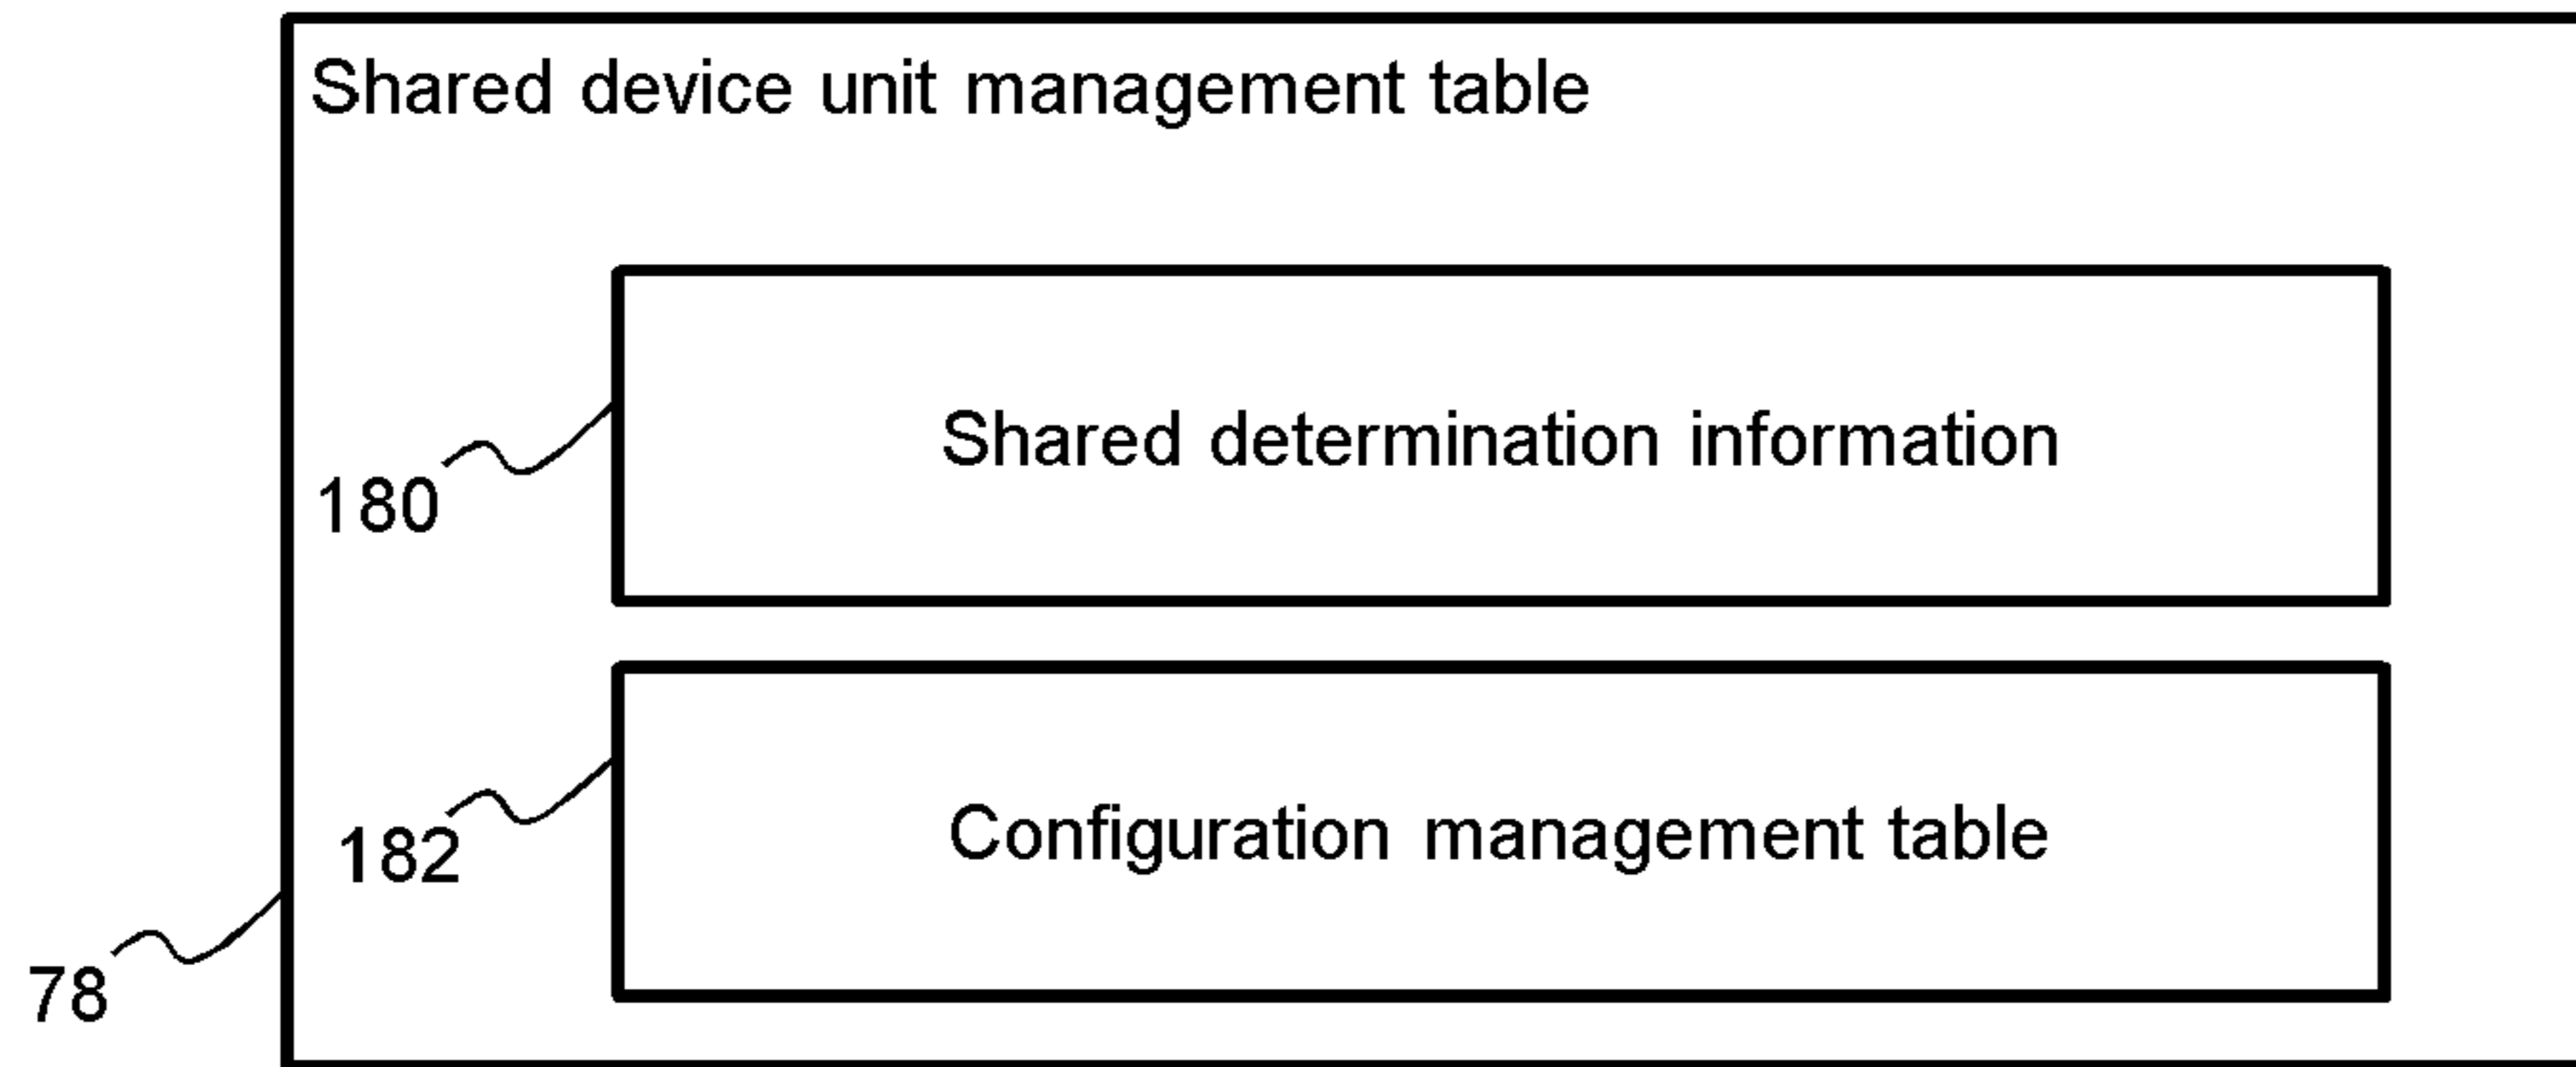 Shared device unit management table
Shared determination information
180
Configuration management table
182
78